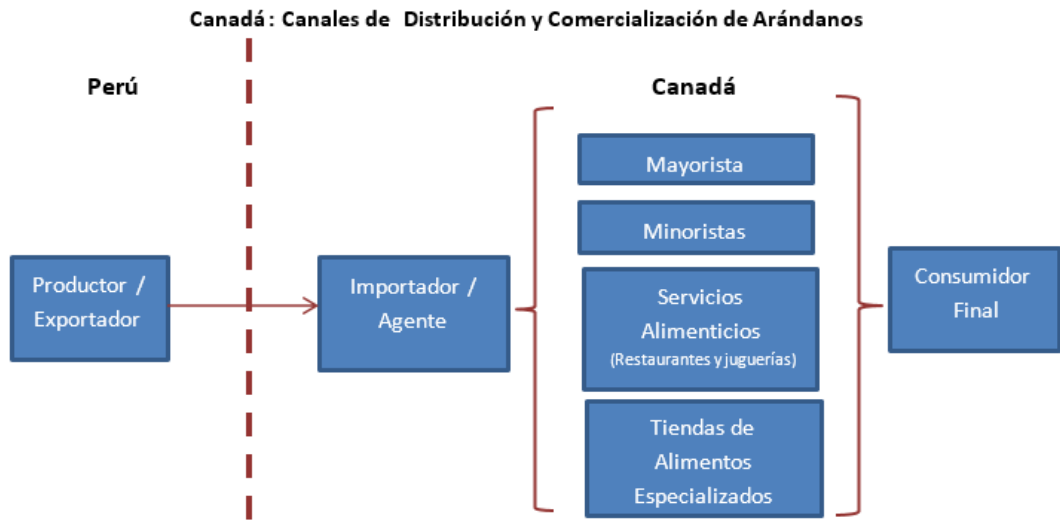 Canadá : Canales de Distribución y Comercialización de Arándanos
Perú
Canadá
Productor /
Exportador
Importador /
Agente
Mayorista
Minoristas
Servicios
Alimenticios
(Restaurantes y juguerías)
Tiendas de
Alimentos
Especializados
Consumidor
Final